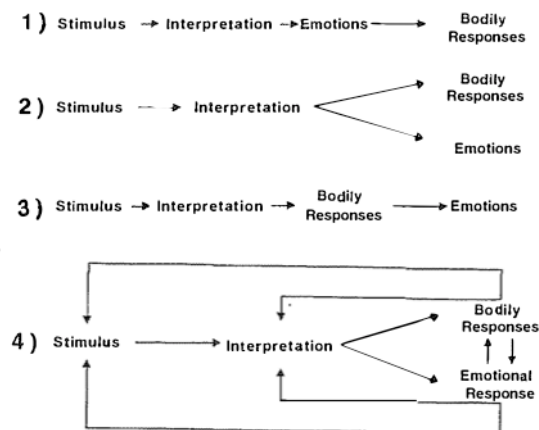 Bodily
1) Stimulus Interpretation Emotions Responses
Bodily
Responses
2) Stimulus Interpretation
Emotions
Bodily
3) Stimulus Interpretation Responses Emotions
Bodily
Responses
4) Stimulus Interpretation
Emotional
Response